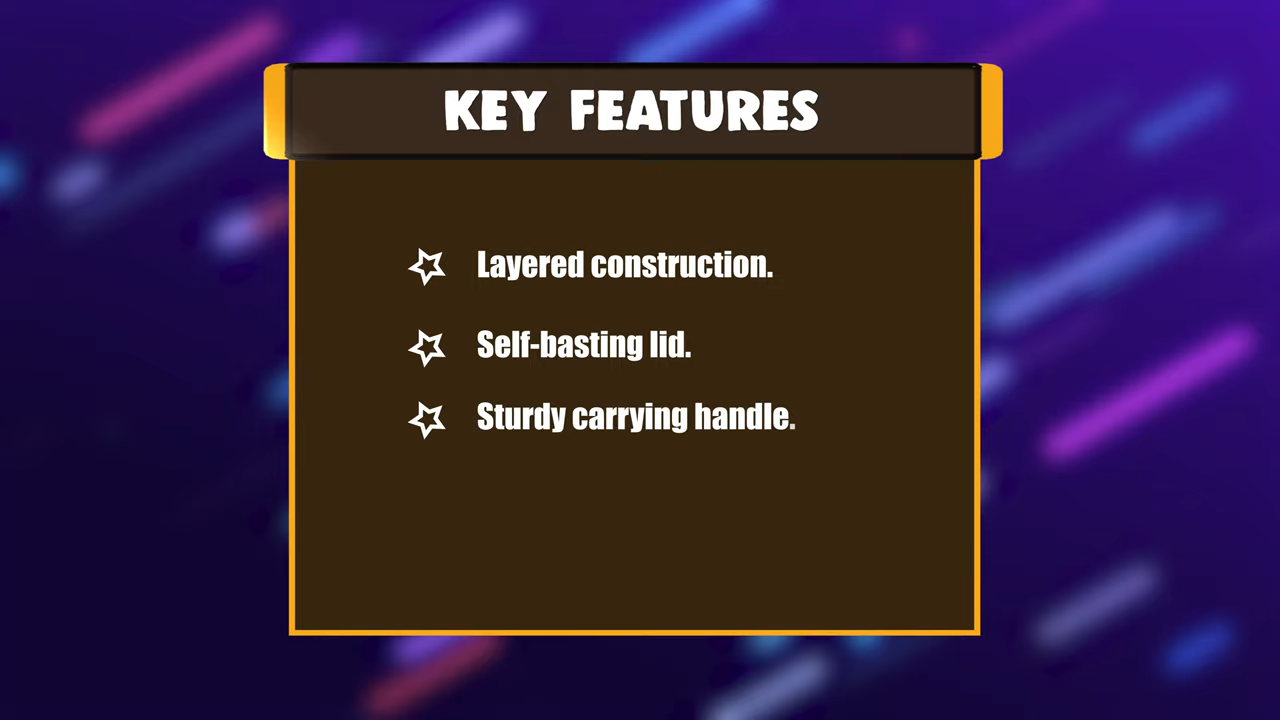 KEY FEATURES
Layered construction.
Self-basting lid.
Sturdy carrying handle.